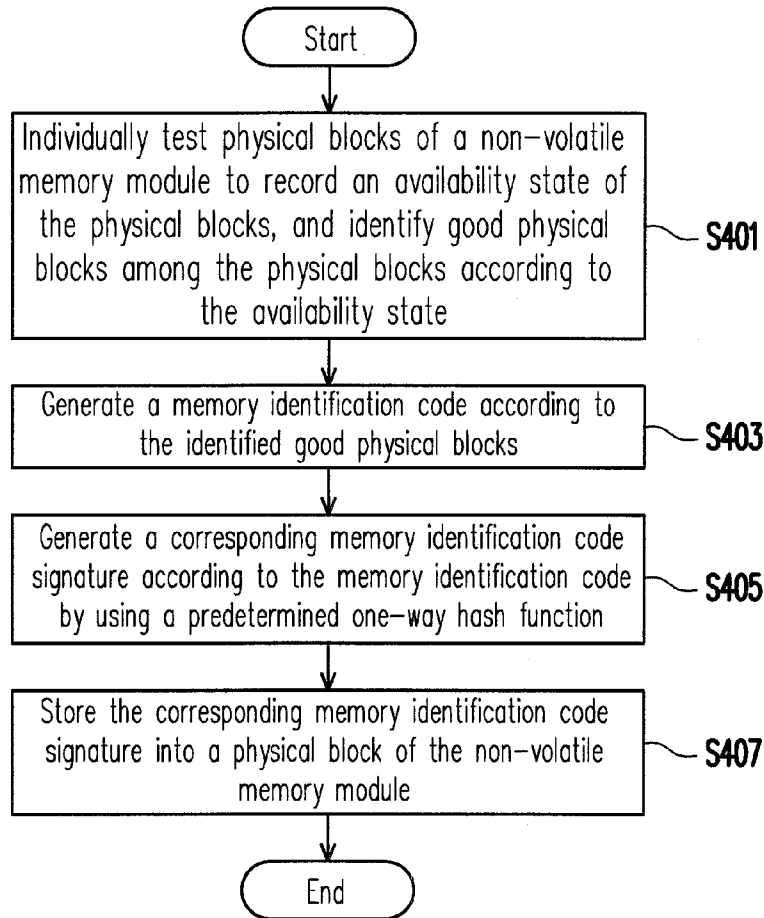 Start
Individually test physical blocks of a non-volatile
memory module to record an availability state of
the physical blocks, and identify good physical
blocks among the physical blocks according to
the availability state
S401
Generate a memory identification code according to
the identified good physical blocks
S403
Generate a corresponding memory identification code
signature according to the memory identification code
by using a predetermined one-way hash function
S405
Store the corresponding memory identification code
signature into a physical block of the non-volatile
memory module
S407
End